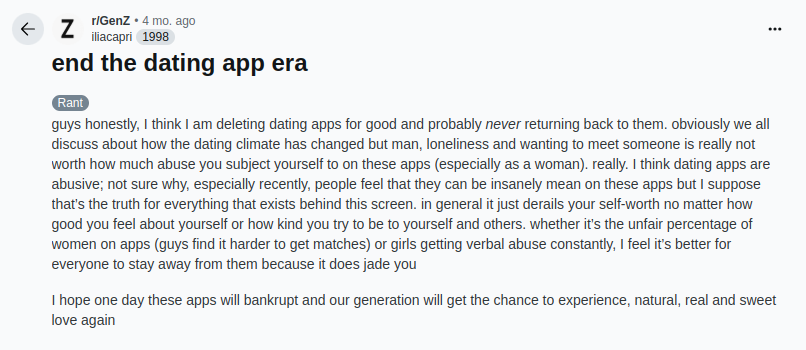 r/GenZ • 4 mo. ago
iliacapri 1998
end the dating app era
Rant
guys honestly, I think I am deleting dating apps for good and probably never returning back to them. obviously we all
discuss about how the dating climate has changed but man, loneliness and wanting to meet someone is really not
worth how much abuse you subject yourself to on these apps (especially as a woman). really. I think dating apps are
abusive; not sure why, especially recently, people feel that they can be insanely mean on these apps but I suppose
that’s the truth for everything that exists behind this screen. in general it just derails your self-worth no matter how
good you feel about yourself or how kind you try to be to yourself and others. whether it’s the unfair percentage of
women on apps (guys find it harder to get matches) or girls getting verbal abuse constantly, I feel it’s better for
everyone to stay away from them because it does jade you
I hope one day these apps will bankrupt and our generation will get the chance to experience, natural, real and sweet
love again